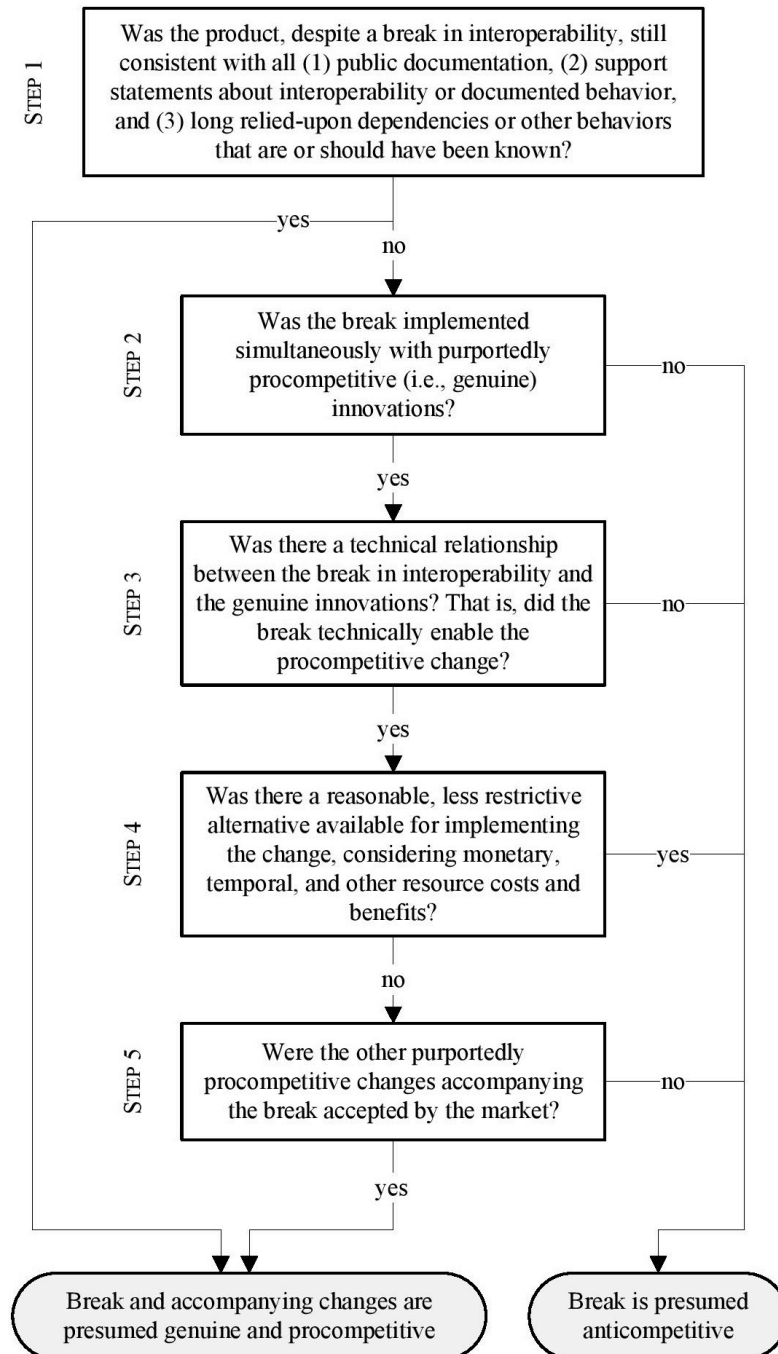 STEP 1
Was the product, despite a break in interoperability, still
consistent with all (1) public documentation, (2) support
statements about interoperability or documented behavior,
and (3) long relied-upon dependencies or other behaviors
that are or should have been known?
yes
no
STEP 2
Was the break implemented
simultaneously with purportedly
procompetitive (i.e., genuine)
innovations?
no
yes
STEP 3
Was there a technical relationship
between the break in interoperability and
the genuine innovations? That is, did the
break technically enable the
procompetitive change?
no
yes
STEP 4
Was there a reasonable, less restrictive
alternative available for implementing
the change, considering monetary,
temporal, and other resource costs and
benefits?
yes
no
STEP 5
Were the other purportedly
procompetitive changes accompanying
the break accepted by the market?
no
yes
Break and accompanying changes are
presumed genuine and procompetitive
Break is presumed
anticompetitive